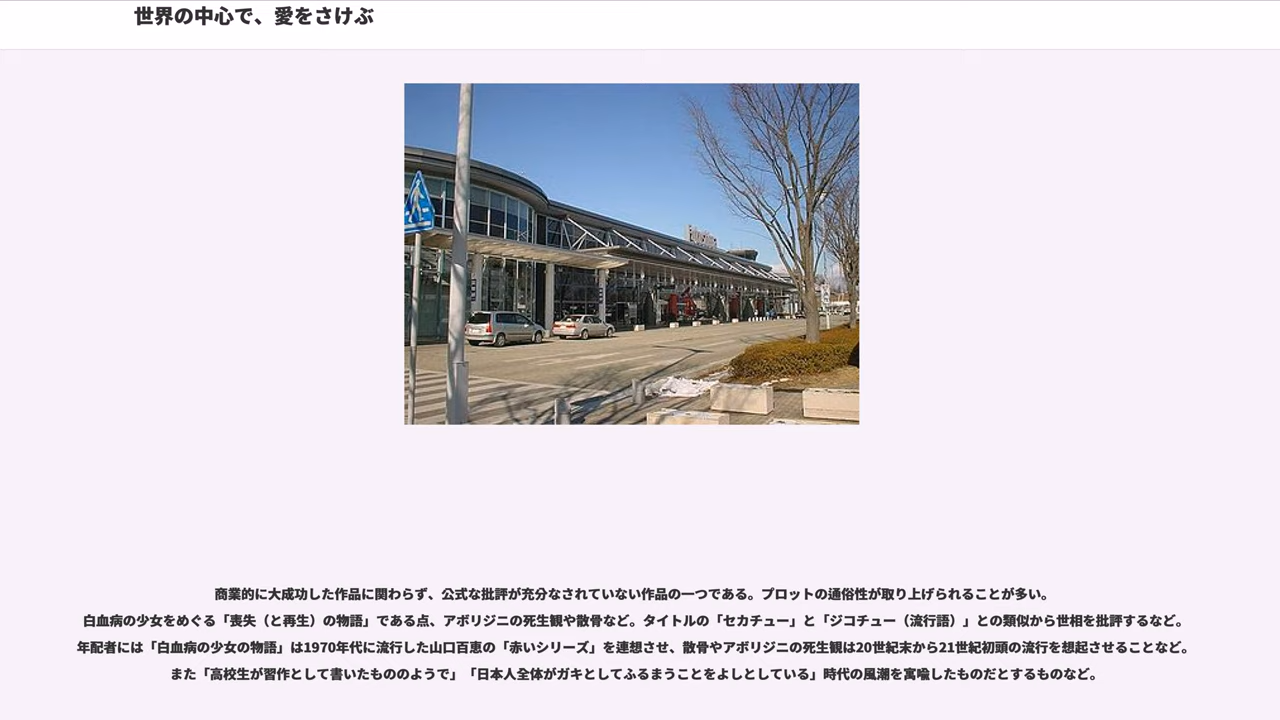 世界の中心で、愛をさけぶ
商業的に大成功した作品に関わらず、公式な批評が充分なされていない作品の一つである。プロットの通俗性が取り上げられることが多い。
白血病の少女をめぐる「喪失（と再生）の物語」である点、アボリジニの死生観や散骨など。タイトルの「セカチュー」と「ジコチュー（流行語）」との類似から世相を批評するなど。
年配者には「白血病の少女の物語」は1970年代に流行した山口百恵の「赤いシリーズ」を連想させ、散骨やアボリジニの死生観は20世紀末から21世紀初頭の流行を想起させることなど。
また「高校生が習作として書いたもののようで」「日本人全体がガキとしてふるまうことをよしとしている」時代の風潮を寓喩したものだとするものなど。